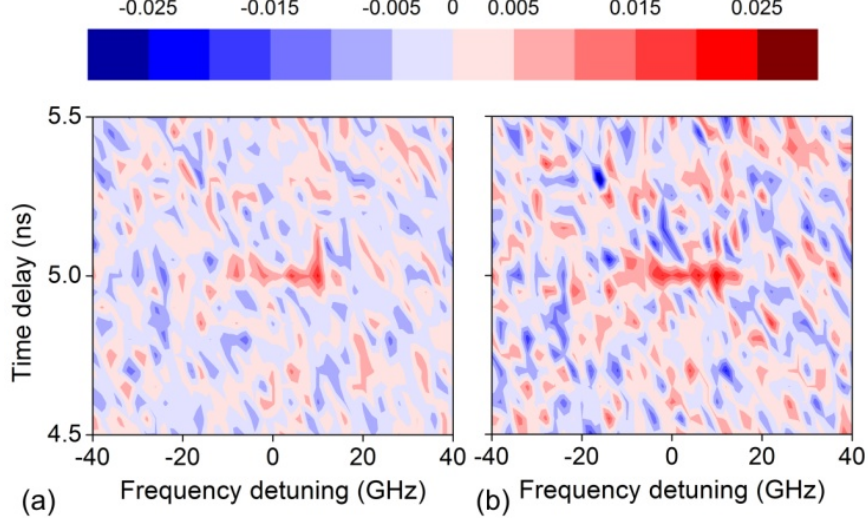 -0.025 -0.015 -0.005 0 0.005 0.015 0.025
5.5
5.0
4.5
Time delay (ns)
-40 -20 0 20 40
-40 -20 0 20 40
(a) Frequency detuning (GHz)
(b) Frequency detuning (GHz)